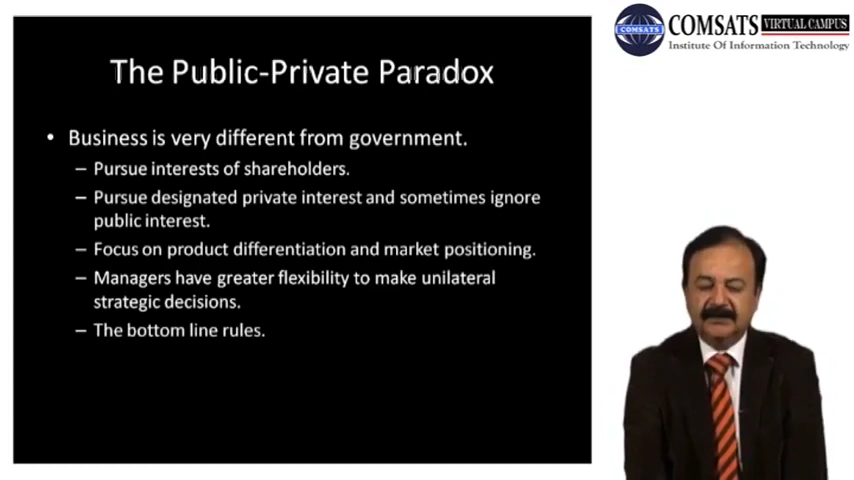 COMSATS VIRTUAL CAMPUS
COMSATS
Institute Of Information Technology
The Public-Private Paradox
• Business is very different from government.
– Pursue interests of shareholders.
– Pursue designated private interest and sometimes ignore
public interest.
– Focus on product differentiation and market positioning.
– Managers have greater flexibility to make unilateral
strategic decisions.
– The bottom line rules.